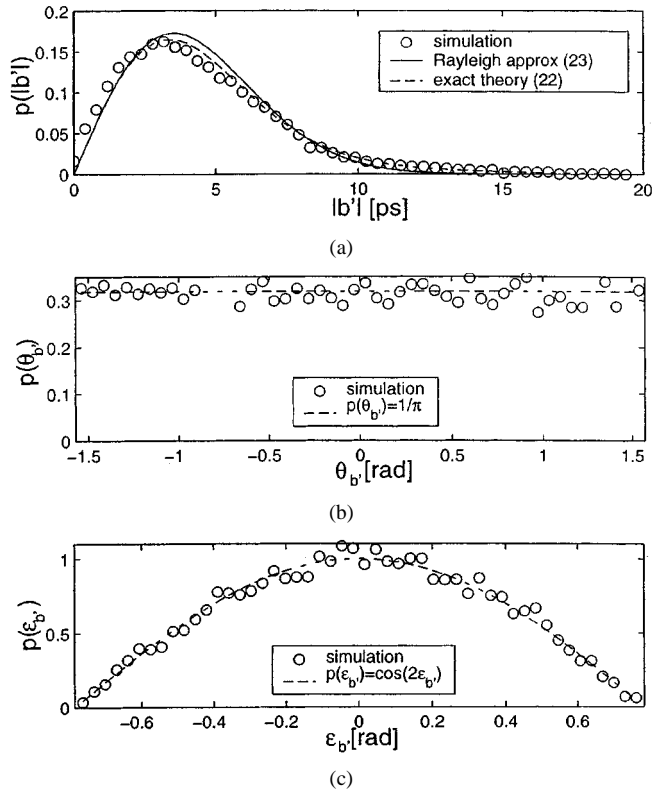 0.2
0.15
0.1
0.05
0
p(|b'|)
simulation
Rayleigh approx (23)
exact theory (22)
0 5 10 15 20
|b'| [ps]
(a)
0.3
0.2
0.1
0
p(θb')
simulation
p(θb')=1/π
-1.5 -1 -0.5 0 0.5 1 1.5
θb'[rad]
(b)
1
0.5
0
p(εb')
simulation
p(εb')=cos(2εb')
-0.6 -0.4 -0.2 0 0.2 0.4 0.6
εb'[rad]
(c)